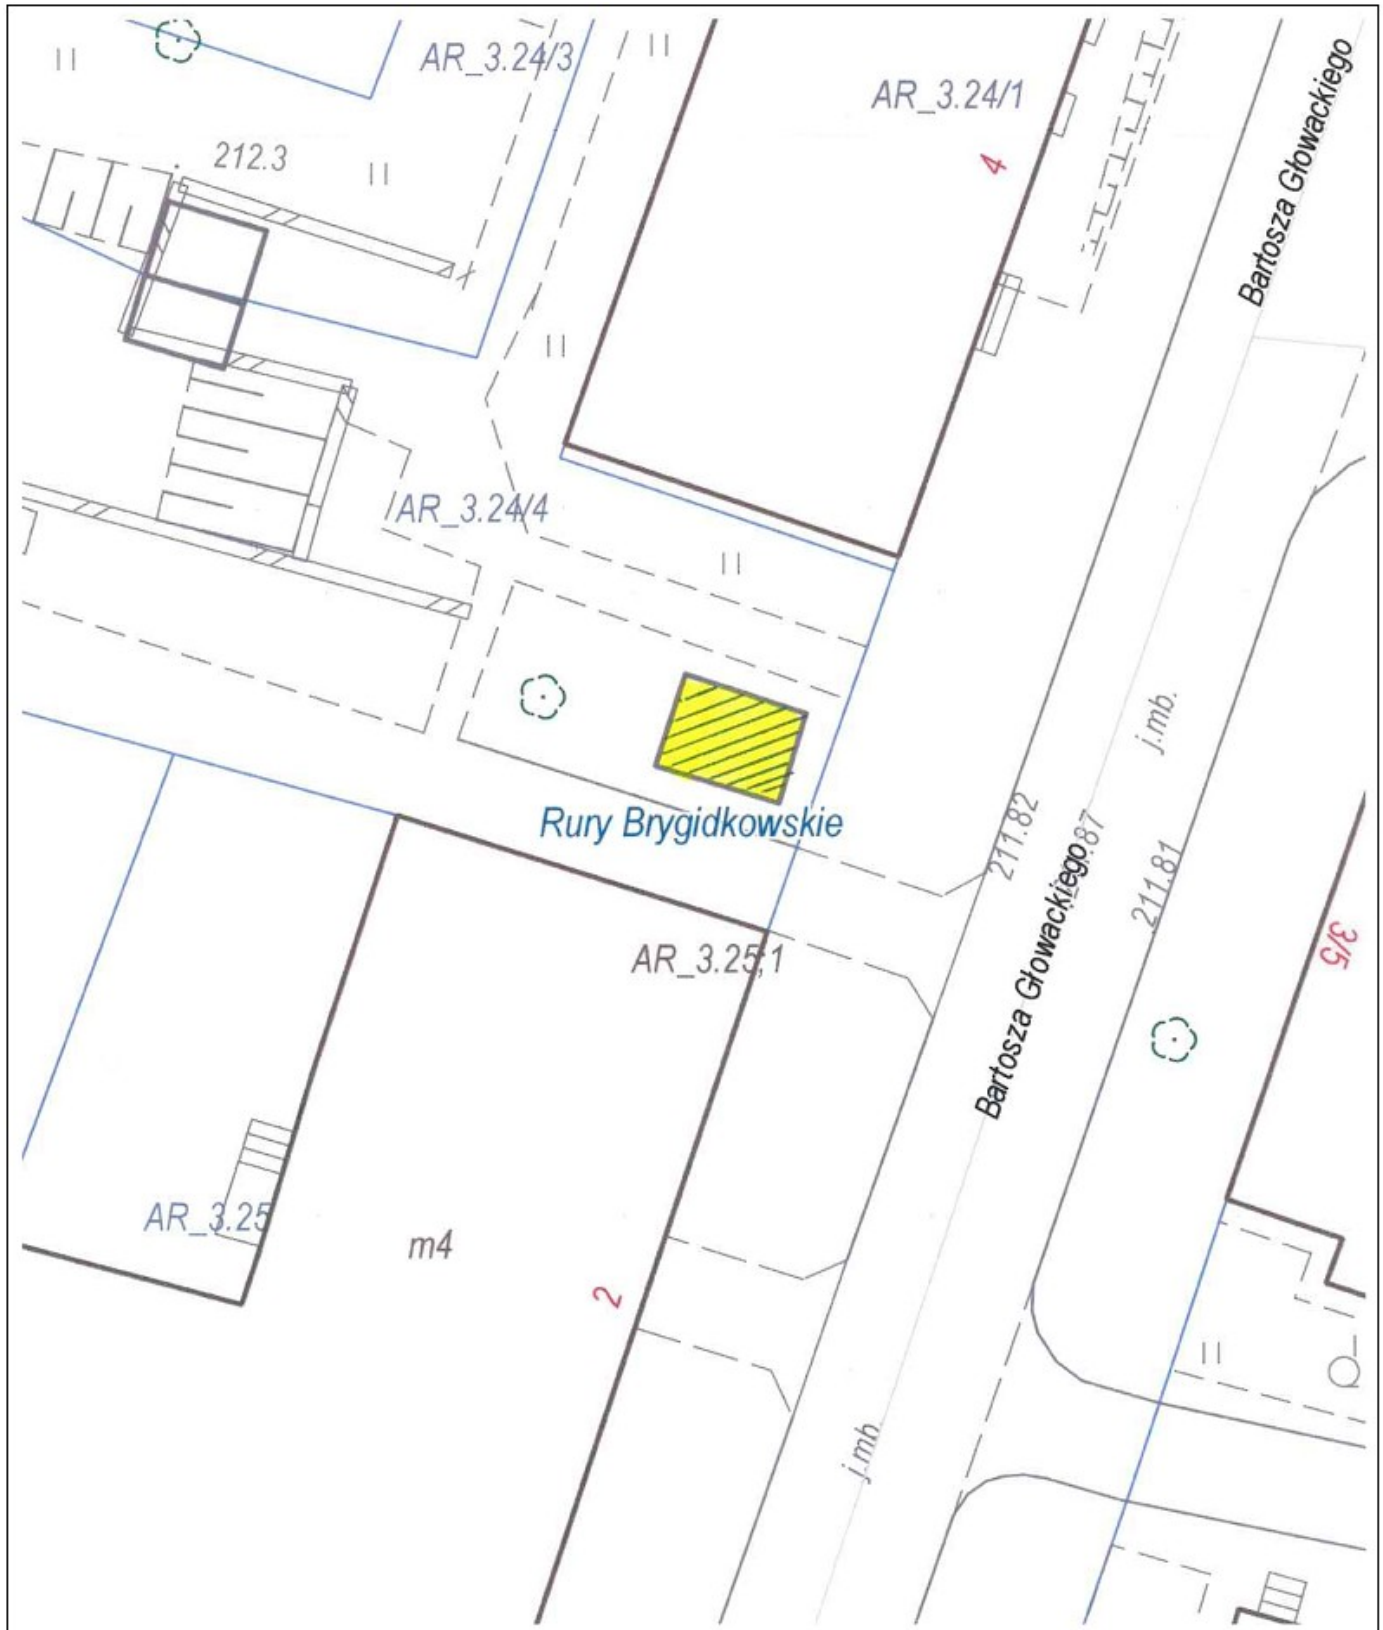 AR_3.24/3
AR_3.24/1
Bartosza Głowackiego
212.3
4
AR_3.24/4
j.mb.
Rury Brygidkowskie
211.82
87
211.81
Bartosza Głowackiego
3/5
AR_3.25;1
AR_3.25
m4
2
j.mb.